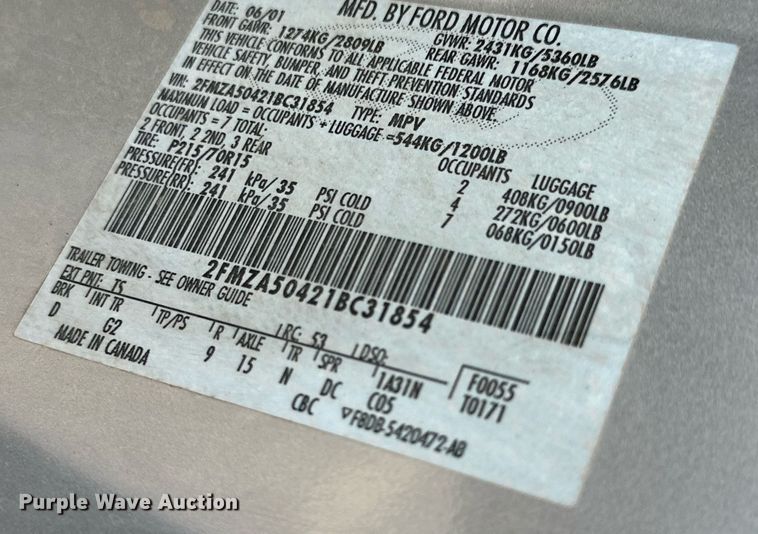 MFD. BY FORD MOTOR CO.
DATE: 06/01 GVWR: 2431KG/5360LB
FRONT GAWR: 1274KG/2809LB REAR GAWR: 1168KG/2576LB
THIS VEHICLE CONFORMS TO ALL APPLICABLE FEDERAL MOTOR
VEHICLE SAFETY, BUMPER, AND THEFT PREVENTION STANDARDS
IN EFFECT ON THE DATE OF MANUFACTURE SHOWN ABOVE
VIN: 2FMZA50421BC31854 TYPE: MPV
MAXIMUM LOAD = OCCUPANTS + LUGGAGE =544KG/1200LB
OCCUPANTS = 7 TOTAL: OCCUPANTS LUGGAGE
2 FRONT, 2 2ND, 3 REAR 2 408KG/0900LB
TIRE: P215/70R15 4 272KG/0600LB
PRESSURE(FR): 241 kPa/35 PSI COLD 7 068KG/0150LB
PRESSURE(RR): 241 kPa/35 PSI COLD
2FMZA50421BC31854
TRAILER TOWING - SEE OWNER GUIDE
EXT PNT: TS RC: 53 DSO: F0055
BRK INT TR TP/PS R AXLE TR SPR 1A31N T0171
D G2 9 15 N DC C05
MADE IN CANADA CBC ▽F8DB-5420472-AB
Purple Wave Auction